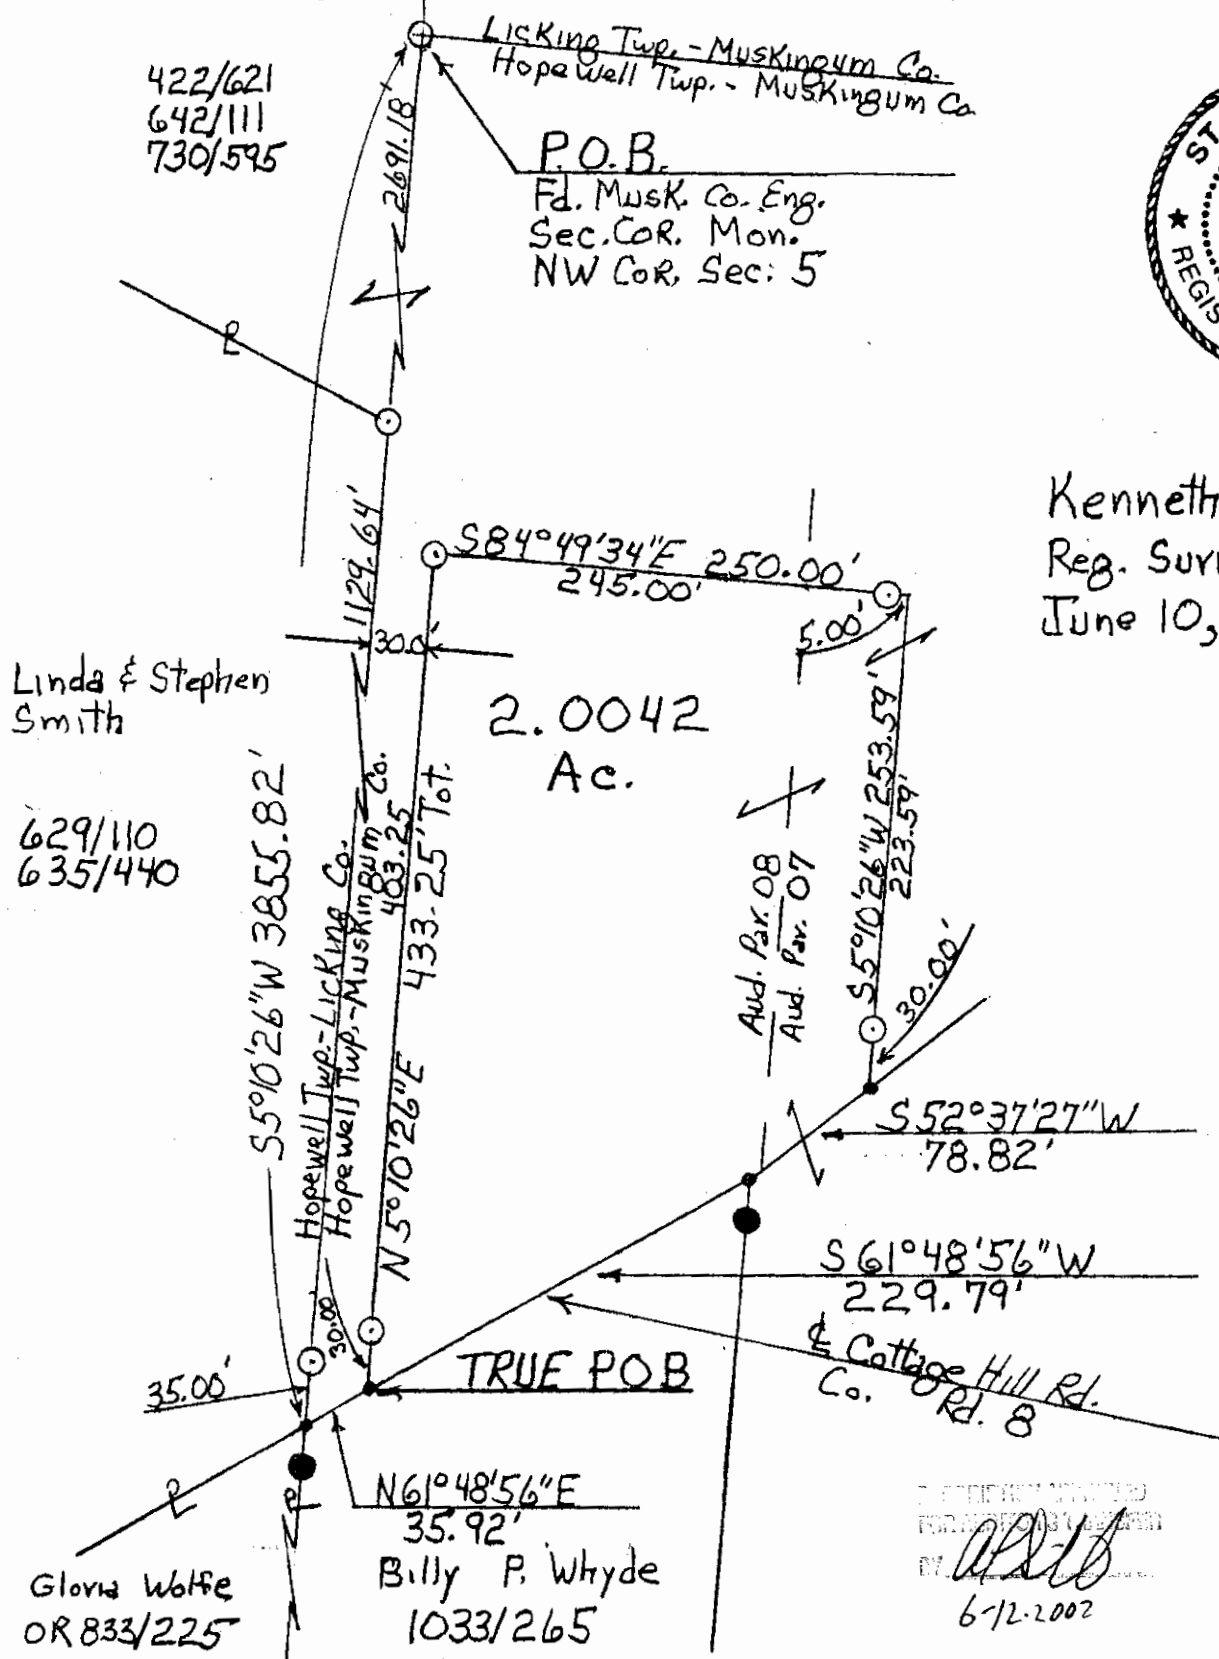 Licking Twp. - Muskingum Co.
Hopewell Twp. - Muskingum Co.
422/621
642/111
730/595
2691.18
P.O.B.
Fd. Musk. Co. Eng.
Sec. Cor. Mon.
NW Cor. Sec: 5
ST
★ REGIS
Kenneth
Reg. Sur
June 10,
1129.64'
S84°49'34"E 250.00'
245.00'
30.0'
5.00'
Linda & Stephen
Smith
629/110
635/440
2.0042
Ac.
S5°10'26"W 3855.82'
Hopewell Twp.-Licking Co.
Hopewell Twp.-Muskingum Co.
403.25
433.25' Tot.
N 5°10'26"E
Aud. Par. 08
Aud. Par. 07
S5°10'26"W 253.59'
223.59'
30.00'
S52°37'27"W
78.82'
S61°48'56"W
229.79'
℄ Cottage Hill Rd.
Co. Rd. 8
30.00
35.00'
TRUE POB
N61°48'56"E
35.92'
Billy P. Whyde
1033/265
Gloria Wolfe
OR 833/225
BY
6-12-2002